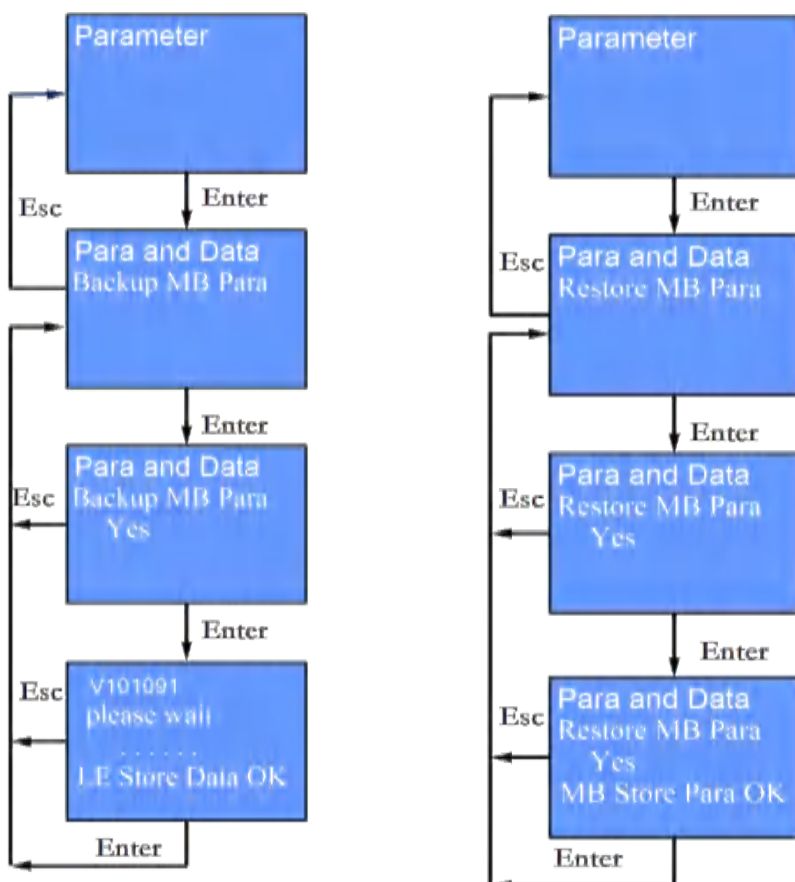 Parameter
Enter
Esc
Para and Data
Backup MB Para
Enter
Para and Data
Esc
Backup MB Para
Yes
Enter
Esc
V101091
please wait
......
LE Store Data OK
Enter
Parameter
Enter
Esc
Para and Data
Restore MB Para
Enter
Para and Data
Esc
Restore MB Para
Yes
Enter
Para and Data
Esc
Restore MB Para
Yes
MB Store Para OK
Enter